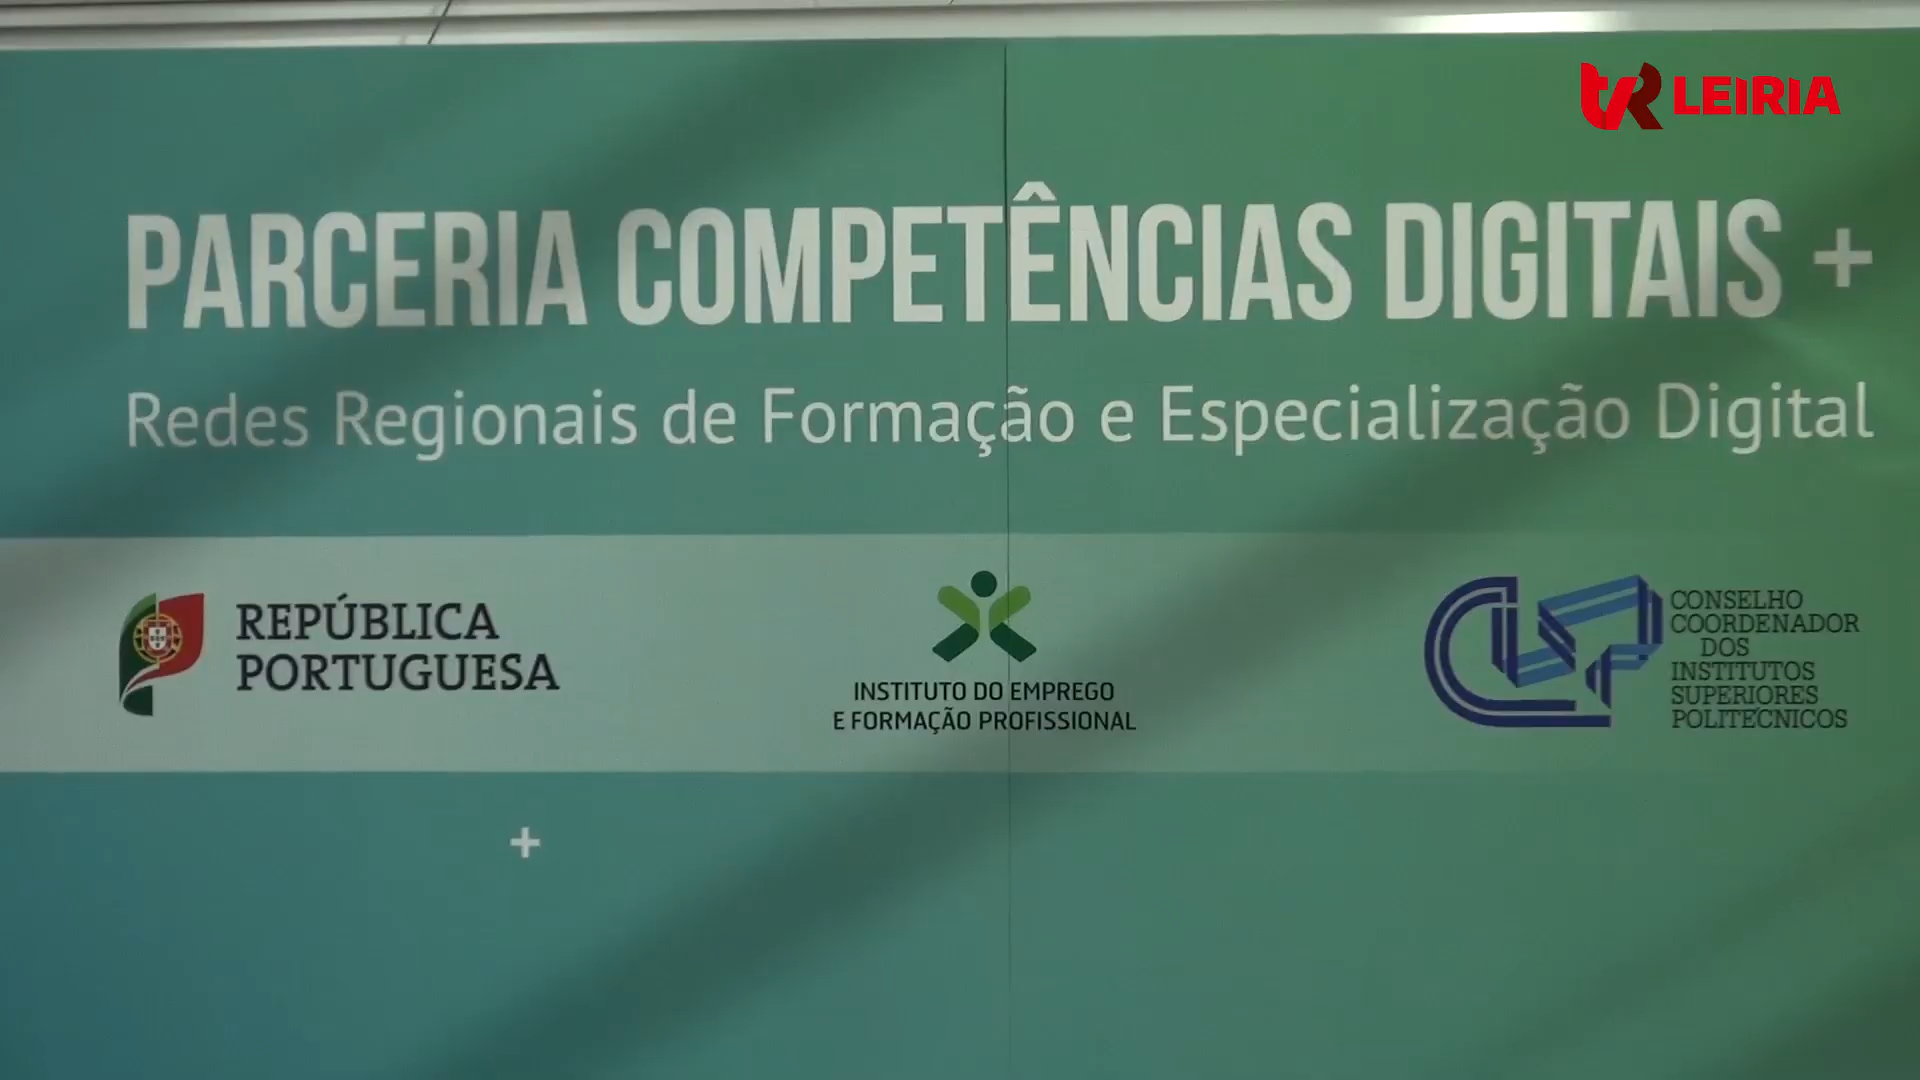 tR LEIRIA
PARCERIA COMPETÊNCIAS DIGITAIS +
Redes Regionais de Formação e Especialização Digital
REPÚBLICA
PORTUGUESA
INSTITUTO DO EMPREGO
E FORMAÇÃO PROFISSIONAL
CONSELHO
COORDENADOR
DOS
INSTITUTOS
SUPERIORES
POLITÉCNICOS
+